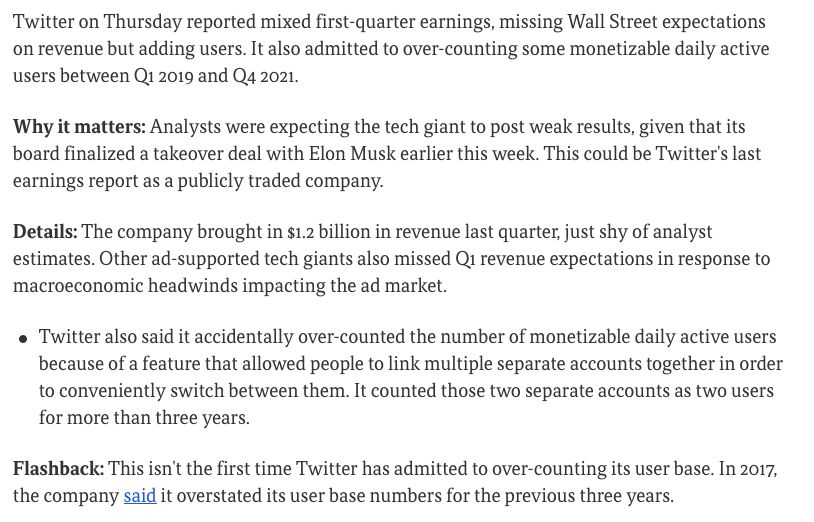 Twitter on Thursday reported mixed first-quarter earnings, missing Wall Street expectations
on revenue but adding users. It also admitted to over-counting some monetizable daily active
users between Q1 2019 and Q4 2021.
Why it matters: Analysts were expecting the tech giant to post weak results, given that its
board finalized a takeover deal with Elon Musk earlier this week. This could be Twitter's last
earnings report as a publicly traded company.
Details: The company brought in $1.2 billion in revenue last quarter, just shy of analyst
estimates. Other ad-supported tech giants also missed Q1 revenue expectations in response to
macroeconomic headwinds impacting the ad market.
• Twitter also said it accidentally over-counted the number of monetizable daily active users
because of a feature that allowed people to link multiple separate accounts together in order
to conveniently switch between them. It counted those two separate accounts as two users
for more than three years.
Flashback: This isn't the first time Twitter has admitted to over-counting its user base. In 2017,
the company said it overstated its user base numbers for the previous three years.